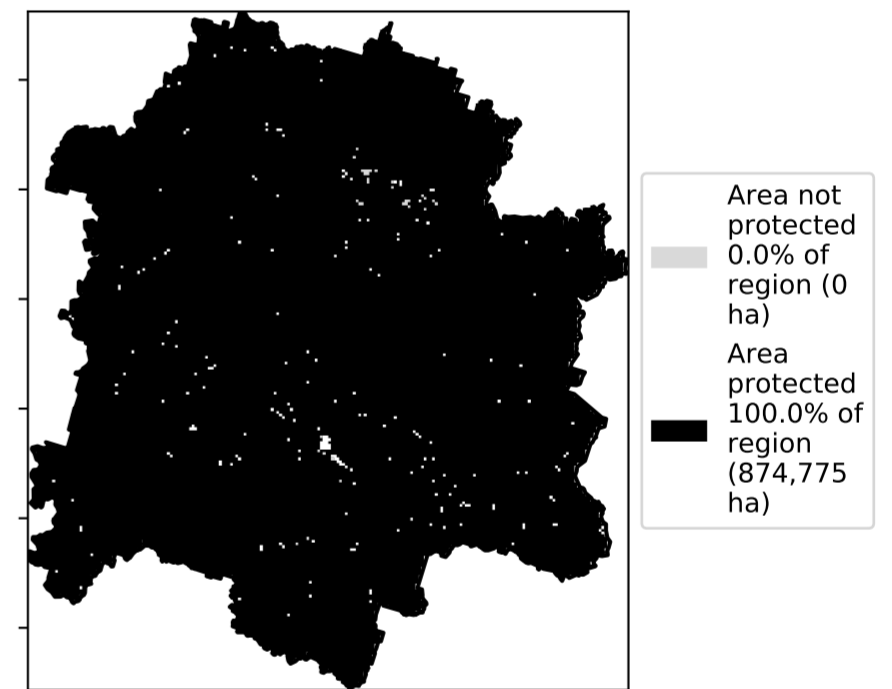 Area not
protected
0.0% of
region (0
ha)
Area
protected
100.0% of
region
(874,775
ha)